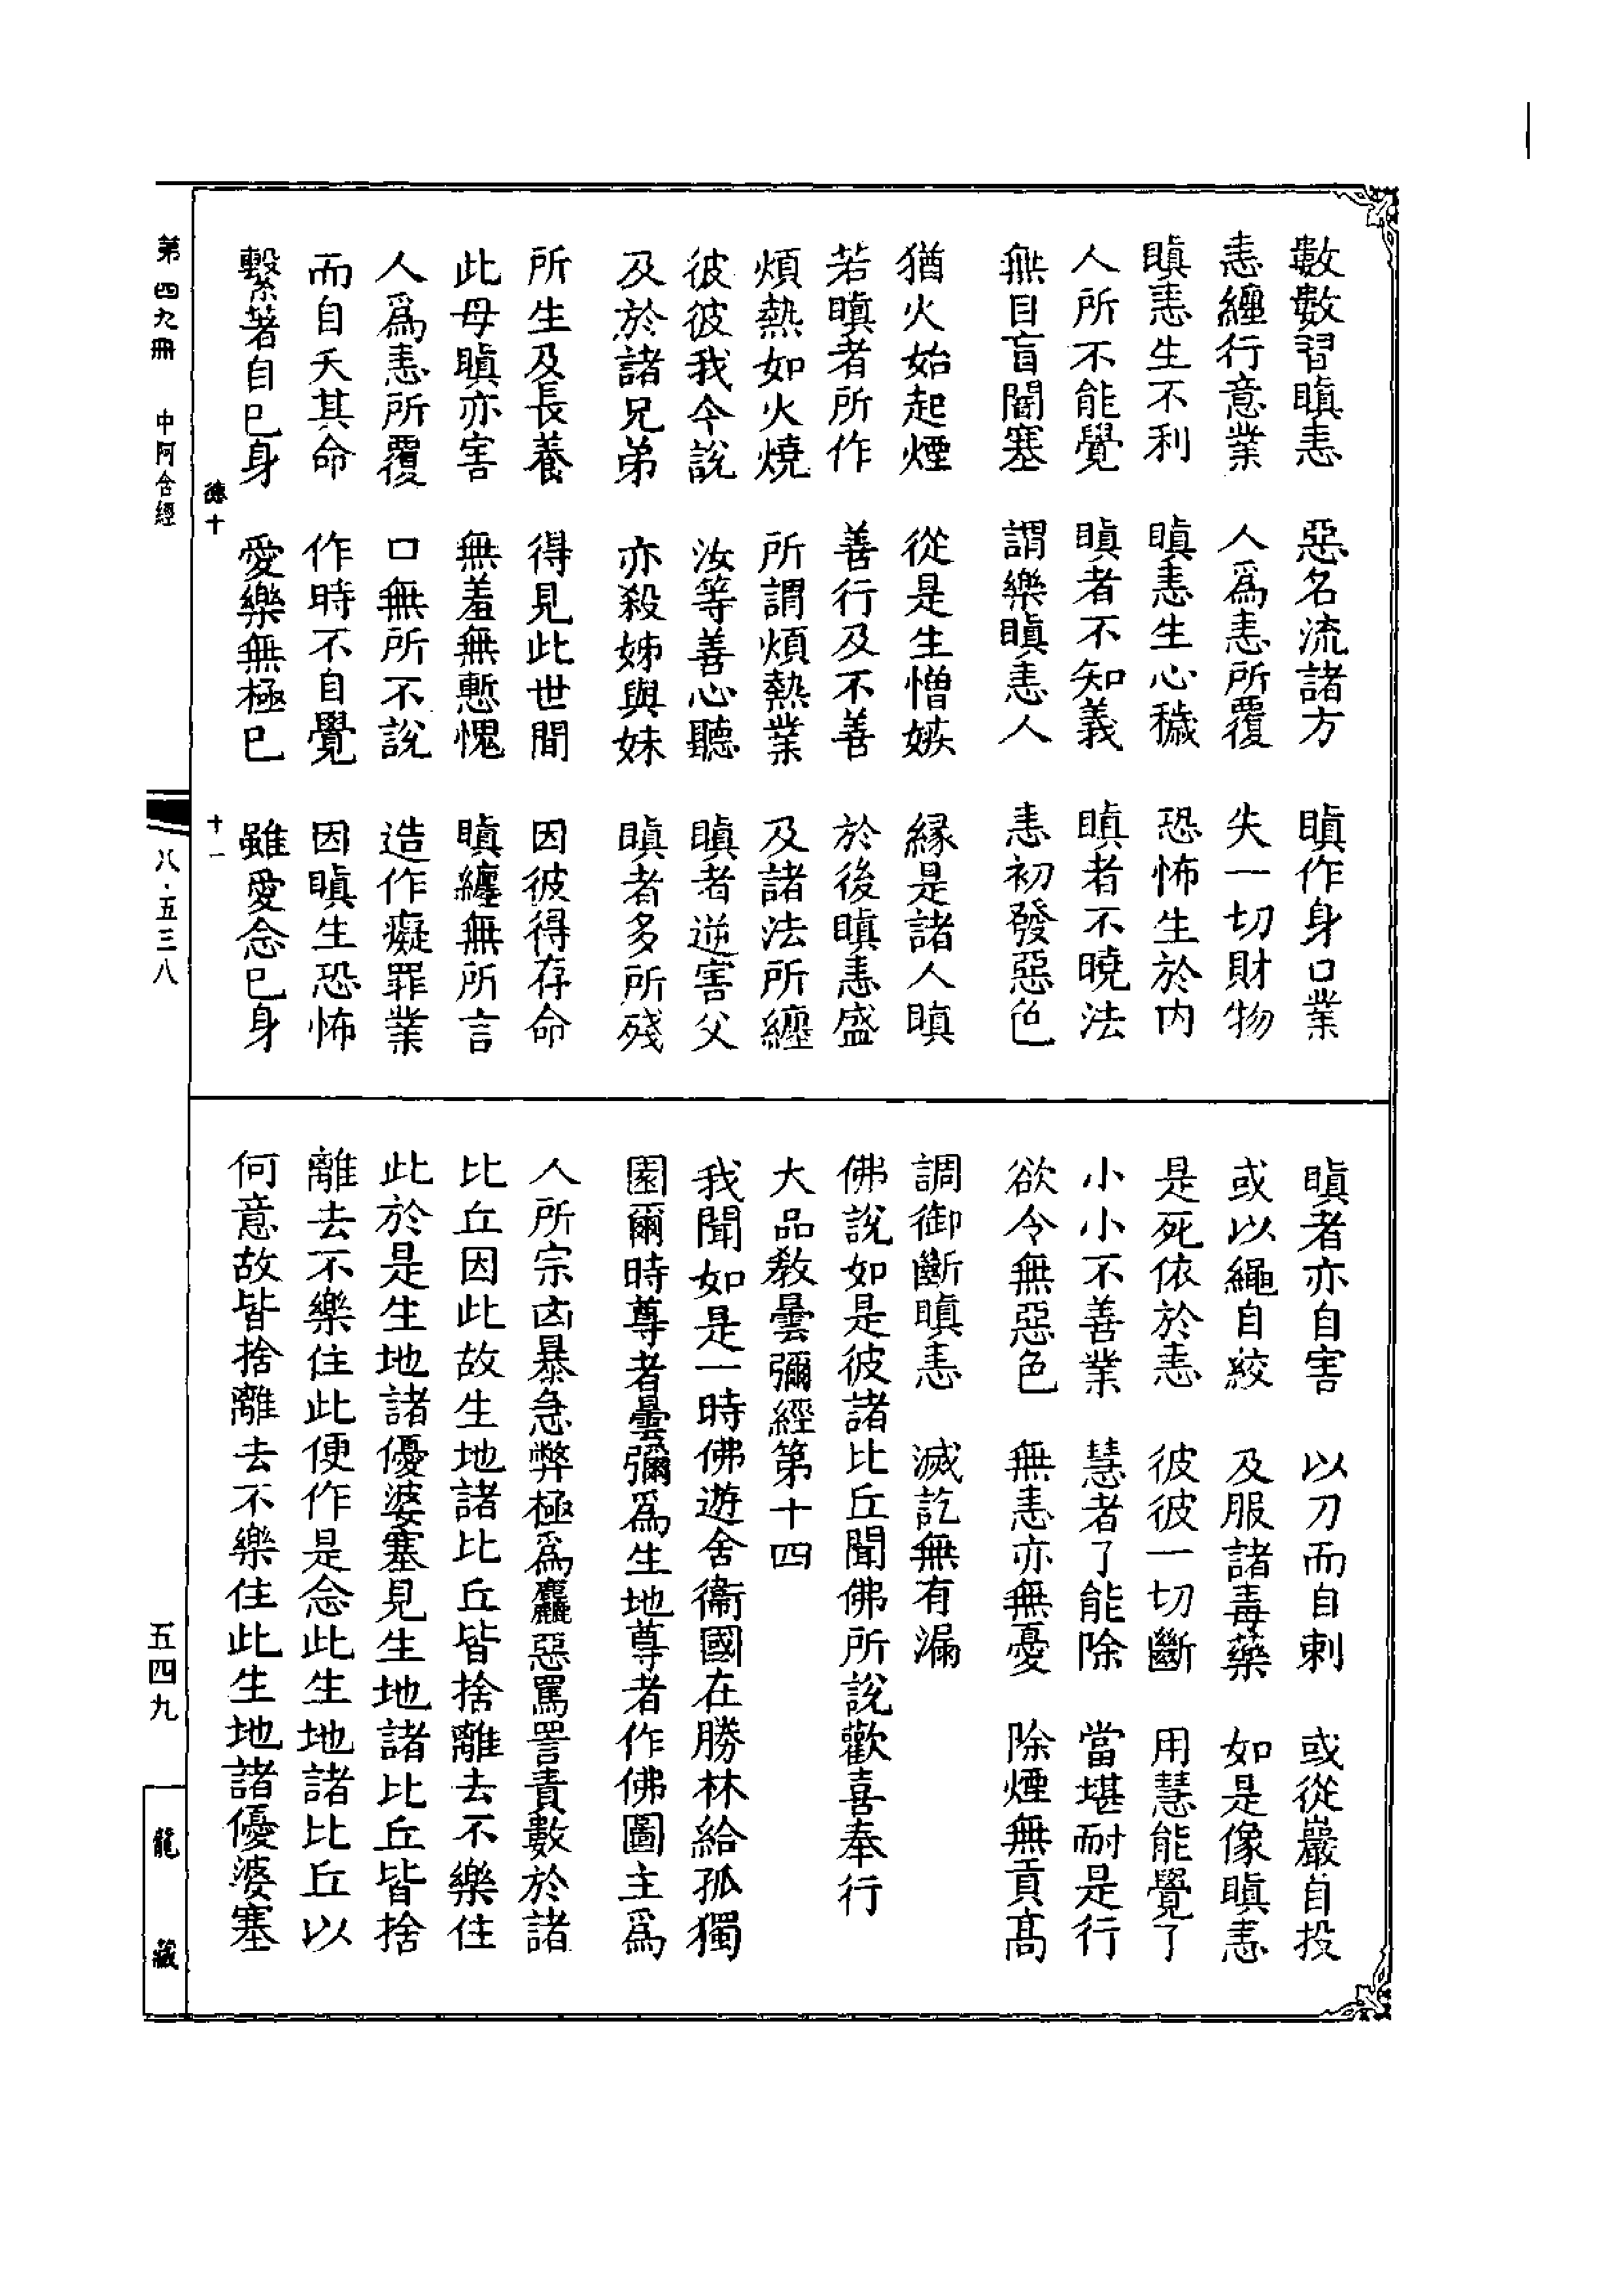 數數習瞋恚　惡名流諸方　瞋作身口業
恚纏行意業　人爲恚所覆　失一切財物
瞋恚生不利　瞋恚生心穢　恐怖生於内
人所不能覺　瞋者不知義　瞋者不曉法
無目盲闇塞　謂樂瞋恚人　恚初發惡色
猶火始起煙　從是生憎嫉　緣是諸人瞋
若瞋者所作　善行及不善　於後瞋恚盛
煩熱如火燒　所謂煩熱業　及諸法所纏
彼彼我今說　汝等善心聽　瞋者逆害父
及於諸兄弟　亦殺姊與妹　瞋者多所殘
所生及長養　得見此世間　因彼得存命
此母瞋亦害　無羞無慙愧　瞋纏無所言
人爲恚所覆　口無所不說　造作癡罪業
而自夭其命　作時不自覺　因瞋生恐怖
繫著自己身　愛樂無極已　雖愛念己身
瞋者亦自害　以刀而自刺　或從巖自投
或以繩自絞　及服諸毒藥　如是像瞋恚
是死依於恚　彼彼一切斷　用慧能覺了
小小不善業　慧者了能除　當堪耐是行
欲令無惡色　無恚亦無憂　除煙無貢高
調御斷瞋恚　滅訖無有漏
佛說如是彼諸比丘聞佛所說歡喜奉行
大品教曇彌經第十四
我聞如是一時佛遊舍衞國在勝林給孤獨
園爾時尊者曇彌爲生地尊者作佛圖主爲
人所宗凶暴急弊極爲麤惡罵詈責數於諸
比丘因此故生地諸比丘皆捨離去不樂住
此於是生地諸優婆塞見生地諸比丘皆捨
離去不樂住此便作是念此生地諸比丘以
何意故皆捨離去不樂住此生地諸優婆塞
德十　十一
第四九冊　中阿含經　八·五三八　五四九　龍藏